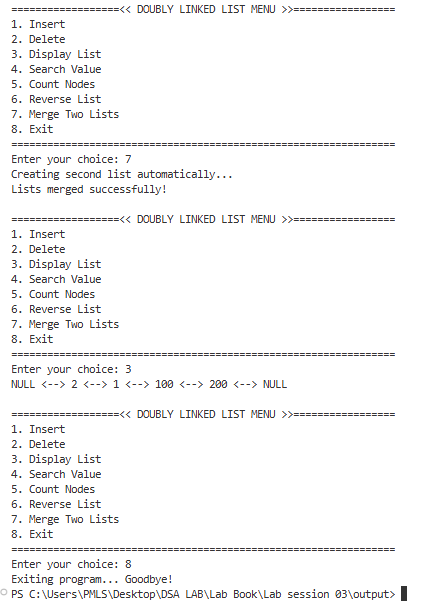 ==================<< DOUBLY LINKED LIST MENU >>=================
1. Insert
2. Delete
3. Display List
4. Search Value
5. Count Nodes
6. Reverse List
7. Merge Two Lists
8. Exit
================================================================
Enter your choice: 7
Creating second list automatically...
Lists merged successfully!

==================<< DOUBLY LINKED LIST MENU >>=================
1. Insert
2. Delete
3. Display List
4. Search Value
5. Count Nodes
6. Reverse List
7. Merge Two Lists
8. Exit
================================================================
Enter your choice: 3
NULL <--> 2 <--> 1 <--> 100 <--> 200 <--> NULL

==================<< DOUBLY LINKED LIST MENU >>=================
1. Insert
2. Delete
3. Display List
4. Search Value
5. Count Nodes
6. Reverse List
7. Merge Two Lists
8. Exit
================================================================
Enter your choice: 8
Exiting program... Goodbye!
PS C:\Users\PMLS\Desktop\DSA LAB\Lab Book\Lab session 03\output>